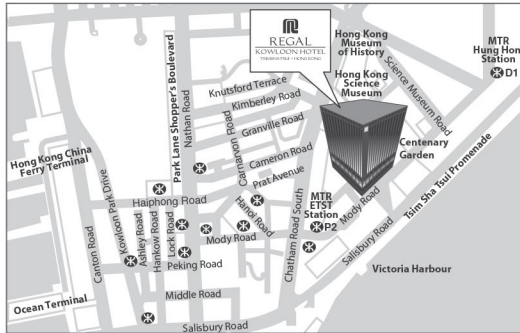 REGAL
KOWLOON HOTEL
TSIMSHATSUI • HONG KONG
Hong Kong
Museum
of History
MTR
Hung Hom
Station
D1
Hong Kong
Science
Museum
Science Museum Road
Knutsford Terrace
Kimberley Road
Granville Road
Cameron Road
Prat Avenue
Carnarvon Road
Park Lane Shopper's Boulevard
Nathan Road
Centenary
Garden
Hong Kong China
Ferry Terminal
Kowloon Park Drive
Haiphong Road
Hanoi Road
MTR
ETST
Station
P2
Mody Road
Tsim Sha Tsui Promenade
Canton Road
Ashley Road
Hankow Road
Lock Road
Mody Road
Chatham Road South
Salisbury Road
Peking Road
Victoria Harbour
Middle Road
Ocean Terminal
Salisbury Road